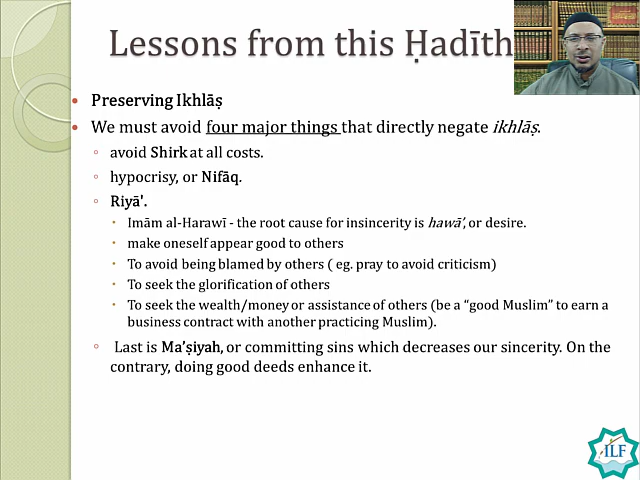 Lessons from this Ḥadīth
Preserving Ikhlāṣ
We must avoid four major things that directly negate ikhlāṣ.
avoid Shirk at all costs.
hypocrisy, or Nifāq.
Riyā'.
Imām al-Harawī - the root cause for insincerity is hawā', or desire.
make oneself appear good to others
To avoid being blamed by others ( eg. pray to avoid criticism)
To seek the glorification of others
To seek the wealth/money or assistance of others (be a “good Muslim” to earn a
business contract with another practicing Muslim).
Last is Ma’ṣiyah, or committing sins which decreases our sincerity. On the
contrary, doing good deeds enhance it.
ILF